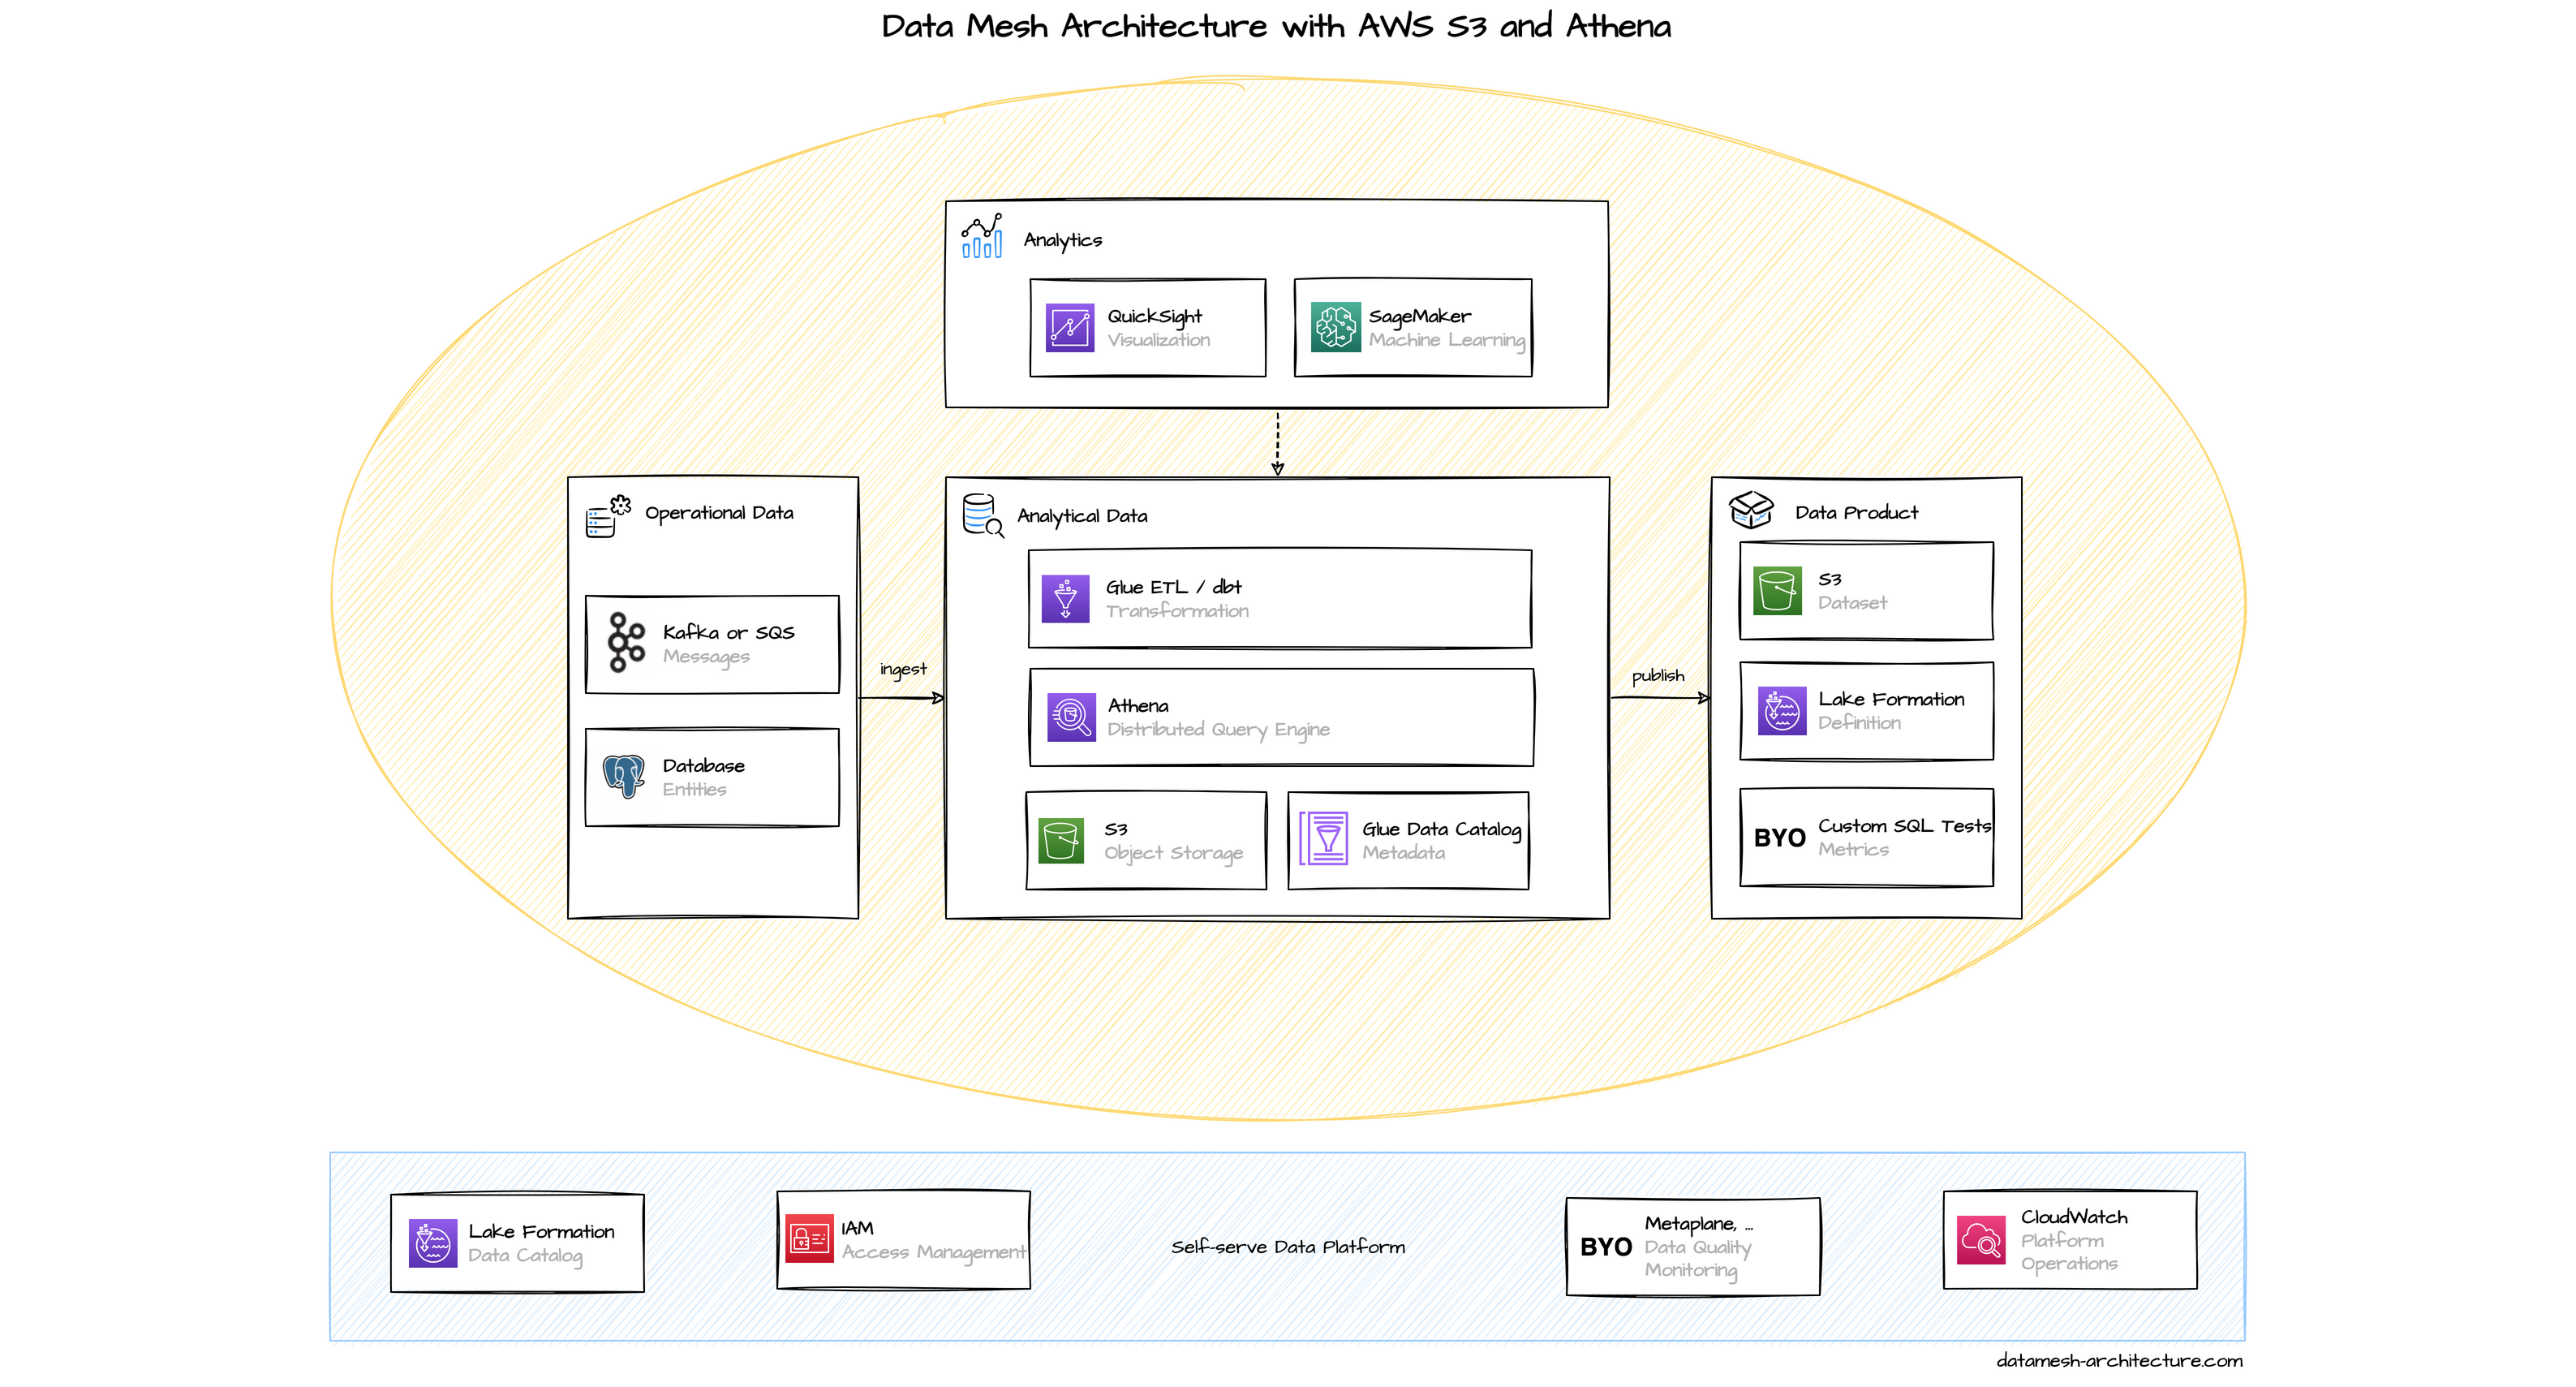 Data Mesh Architecture with AWS S3 and Athena
Analytics
QuickSight
Visualization
SageMaker
Machine Learning
Operational Data
Kafka or SQS
Messages
Database
Entities
ingest
Analytical Data
Glue ETL / dbt
Transformation
Athena
Distributed Query Engine
S3
Object Storage
Glue Data Catalog
Metadata
publish
Data Product
S3
Dataset
Lake Formation
Definition
BYO
Custom SQL Tests
Metrics
Lake Formation
Data Catalog
IAM
Access Management
Self-serve Data Platform
BYO
Metaplane, ...
Data Quality
Monitoring
CloudWatch
Platform
Operations
datamesh-architecture.com